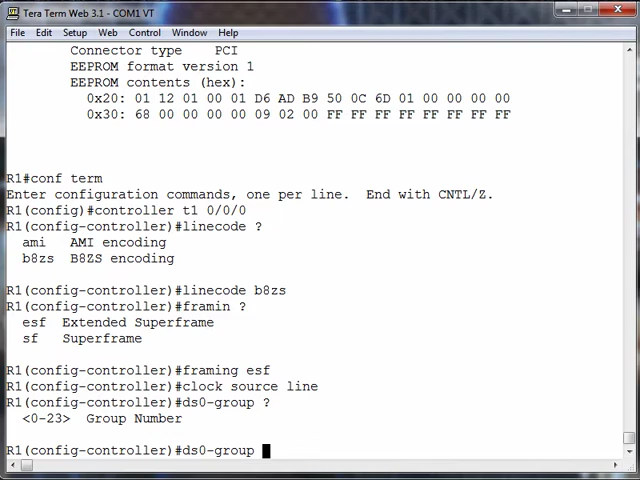 Tera Term Web 3.1 - COM1 VT
File Edit Setup Web Control Window Help
Connector type PCI
EEPROM format version 1
EEPROM contents (hex):
0x20: 01 12 01 00 01 D6 AD B9 50 0C 6D 01 00 00 00 00
0x30: 68 00 00 00 00 09 02 00 FF FF FF FF FF FF FF FF
R1#conf term
Enter configuration commands, one per line. End with CNTL/Z.
R1(config)#controller t1 0/0/0
R1(config-controller)#linecode ?
ami AMI encoding
b8zs B8ZS encoding
R1(config-controller)#linecode b8zs
R1(config-controller)#framin ?
esf Extended Superframe
sf Superframe
R1(config-controller)#framing esf
R1(config-controller)#clock source line
R1(config-controller)#ds0-group ?
<0-23> Group Number
R1(config-controller)#ds0-group